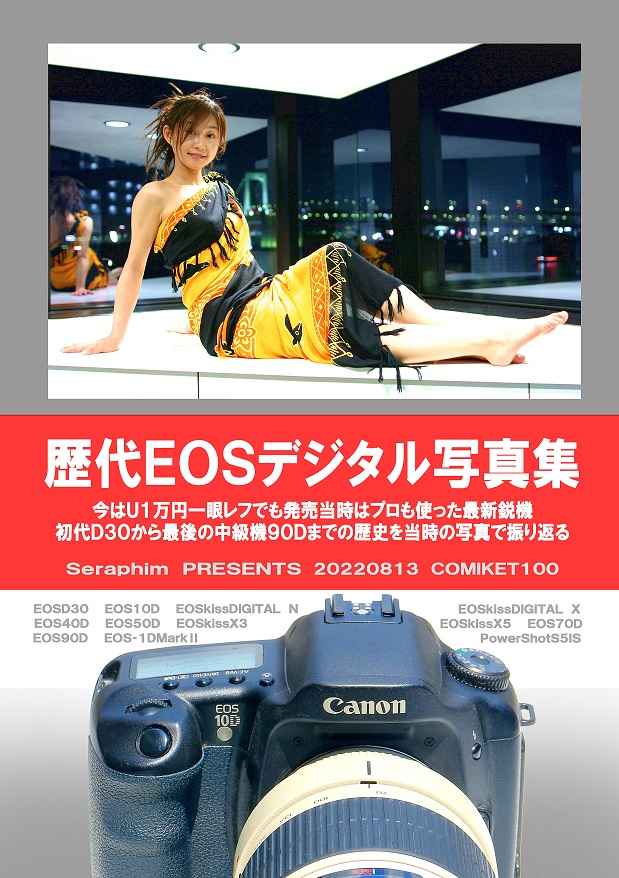 歴代EOSデジタル写真集
今はU1万円一眼レフでも発売当時はプロも使った最新鋭機
初代D30から最後の中級機90Dまでの歴史を当時の写真で振り返る
Seraphim PRESENTS 20220813 COMIKET100
EOSD30 EOS10D EOSkissDIGITAL N EOSkissDIGITAL X
EOS40D EOS50D EOSkissX3 EOSkissX5 EOS70D
EOS90D EOS-1DMarkⅡ PowerShotS5IS
EOS
10D
Canon